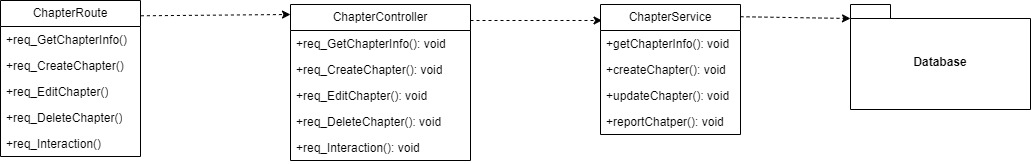 ChapterRoute
+req_GetChapterInfo()
+req_CreateChapter()
+req_EditChapter()
+req_DeleteChapter()
+req_Interaction()
ChapterController
+req_GetChapterInfo(): void
+req_CreateChapter(): void
+req_EditChapter(): void
+req_DeleteChapter(): void
+req_Interaction(): void
ChapterService
+getChapterInfo(): void
+createChapter(): void
+updateChapter(): void
+reportChatper(): void
Database